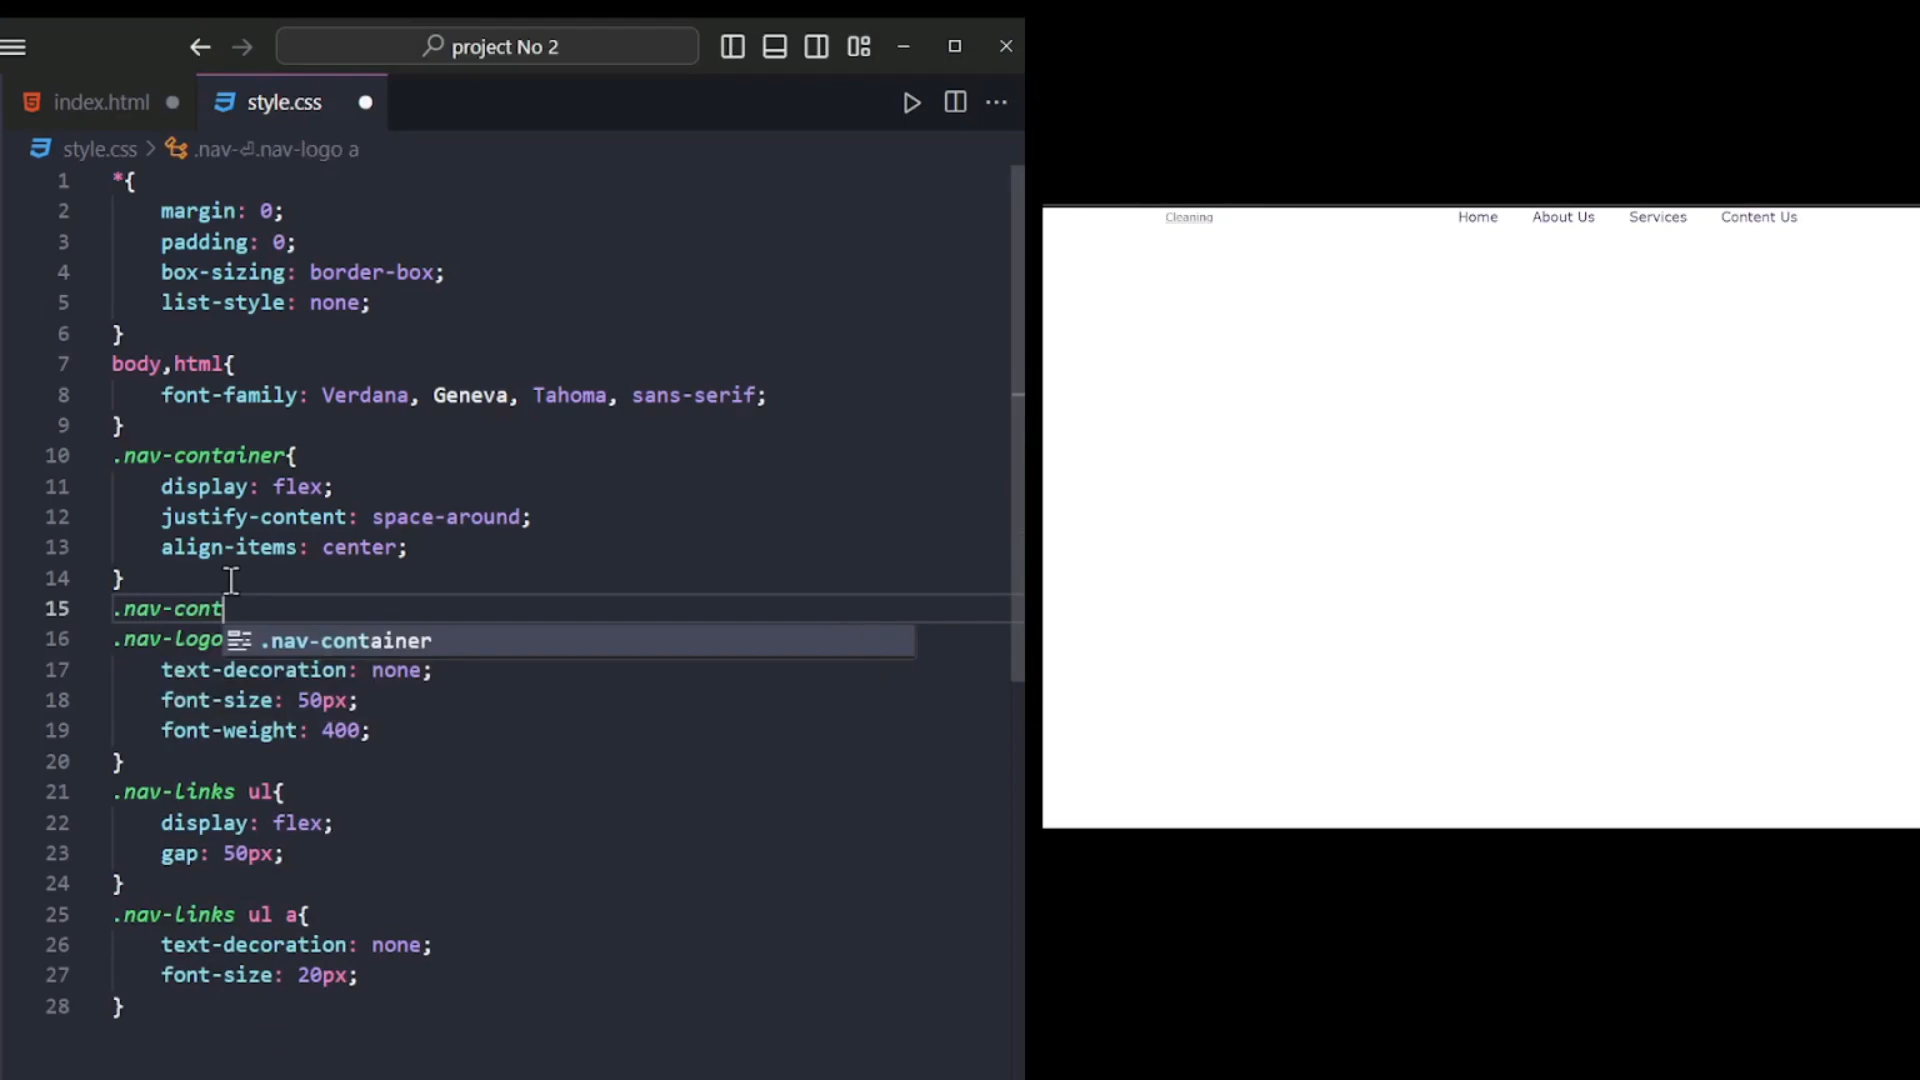 project No 2
index.html
style.css
style.css > .nav-⏎.nav-logo a
1 *{
2 margin: 0;
3 padding: 0;
4 box-sizing: border-box;
5 list-style: none;
6 }
7 body,html{
8 font-family: Verdana, Geneva, Tahoma, sans-serif;
9 }
10 .nav-container{
11 display: flex;
12 justify-content: space-around;
13 align-items: center;
14 }
15 .nav-cont
16 .nav-logo
.nav-container
17 text-decoration: none;
18 font-size: 50px;
19 font-weight: 400;
20 }
21 .nav-links ul{
22 display: flex;
23 gap: 50px;
24 }
25 .nav-links ul a{
26 text-decoration: none;
27 font-size: 20px;
28 }
Cleaning Home About Us Services Content Us